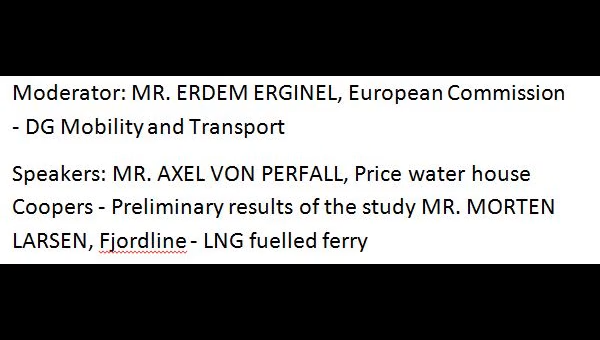 Moderator: MR. ERDEM ERGINEL, European Commission
- DG Mobility and Transport
Speakers: MR. AXEL VON PERFALL, Price water house
Coopers - Preliminary results of the study MR. MORTEN
LARSEN, Fjordline - LNG fuelled ferry